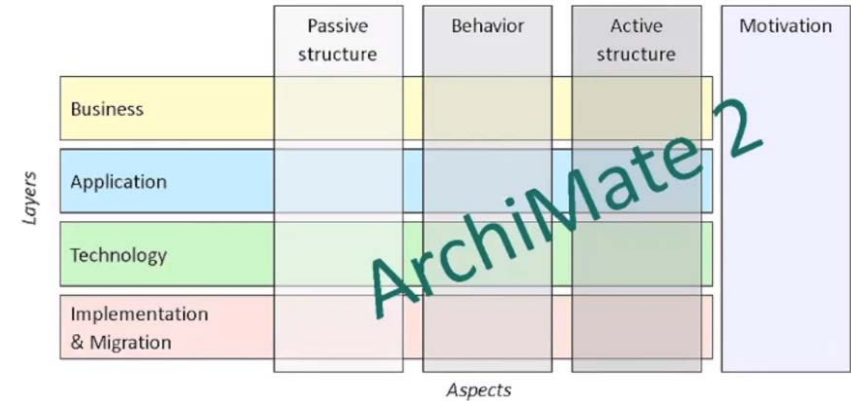 Passive
structure
Behavior
Active
structure
Motivation
Business
Application
Technology
Implementation
& Migration
Layers
Aspects
ArchiMate 2